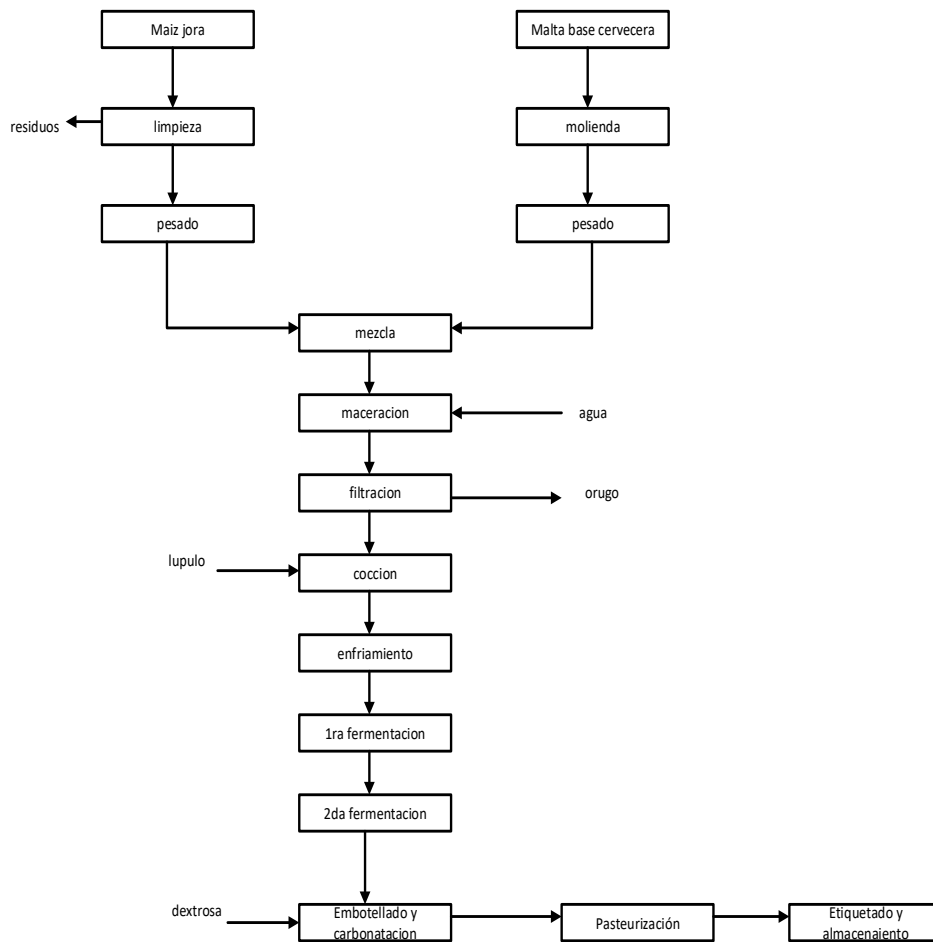 Maiz jora
Malta base cervecera
residuos
limpieza
molienda
pesado
pesado
mezcla
maceracion
agua
filtracion
orugo
lupulo
coccion
enfriamiento
1ra fermentacion
2da fermentacion
dextrosa
Embotellado y
carbonatacion
Pasteurización
Etiquetado y
almacenaiento